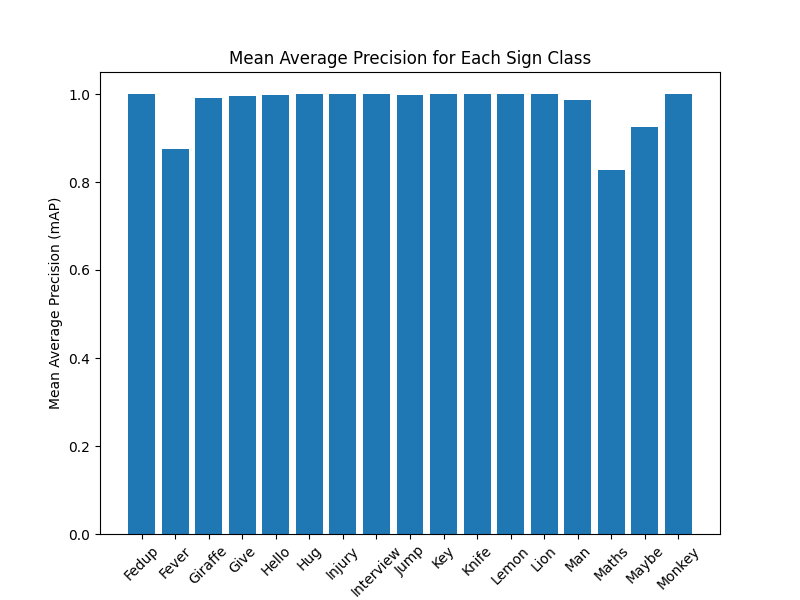 Mean Average Precision for Each Sign Class
Mean Average Precision (mAP)
1.0
0.8
0.6
0.4
0.2
0.0
Fedup
Fever
Giraffe
Give
Hello
Hug
Injury
Interview
Jump
Key
Knife
Lemon
Lion
Man
Maths
Maybe
Monkey